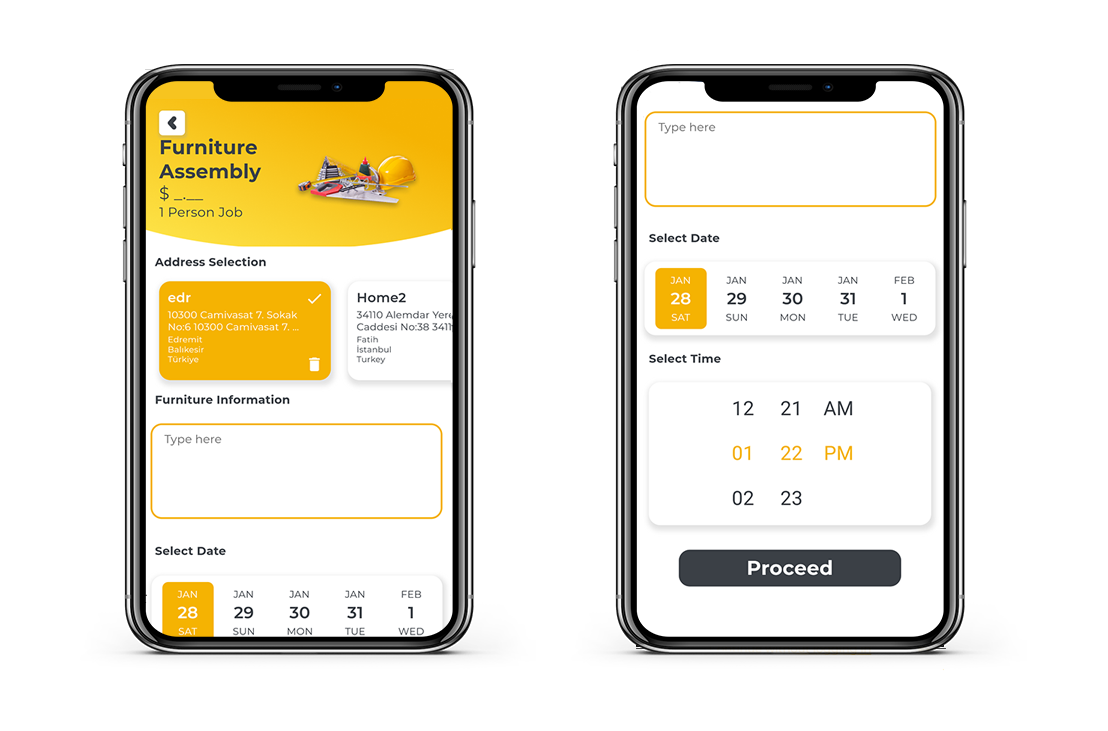 Furniture
Assembly
$ _.__
1 Person Job
Address Selection
edr
10300 Camivasat 7. Sokak
No:6 10300 Camivasat 7. ...
Edremit
Balıkesir
Türkiye
Home2
34110 Alemdar Yere
Caddesi No:38 3411
Fatih
İstanbul
Turkey
Furniture Information
Type here
Select Date
JAN JAN JAN JAN FEB
28 29 30 31 1
SAT SUN MON TUE WED
Type here
Select Date
JAN JAN JAN JAN FEB
28 29 30 31 1
SAT SUN MON TUE WED
Select Time
12 21 AM
01 22 PM
02 23
Proceed